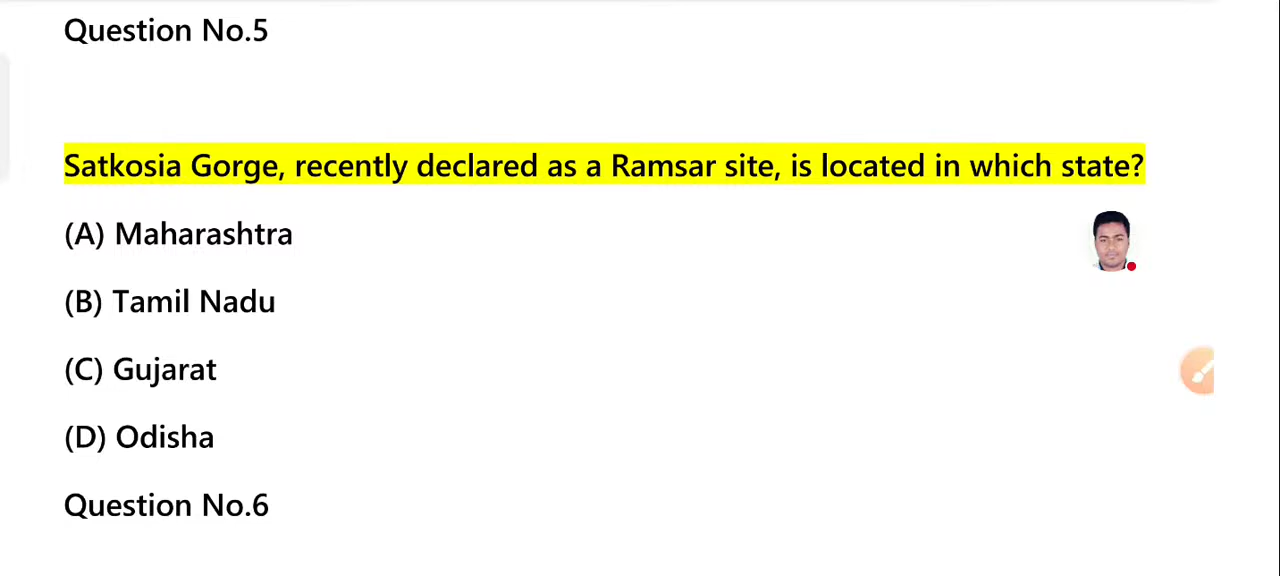 Question No.5
Satkosia Gorge, recently declared as a Ramsar site, is located in which state?
(A) Maharashtra
(B) Tamil Nadu
(C) Gujarat
(D) Odisha
Question No.6